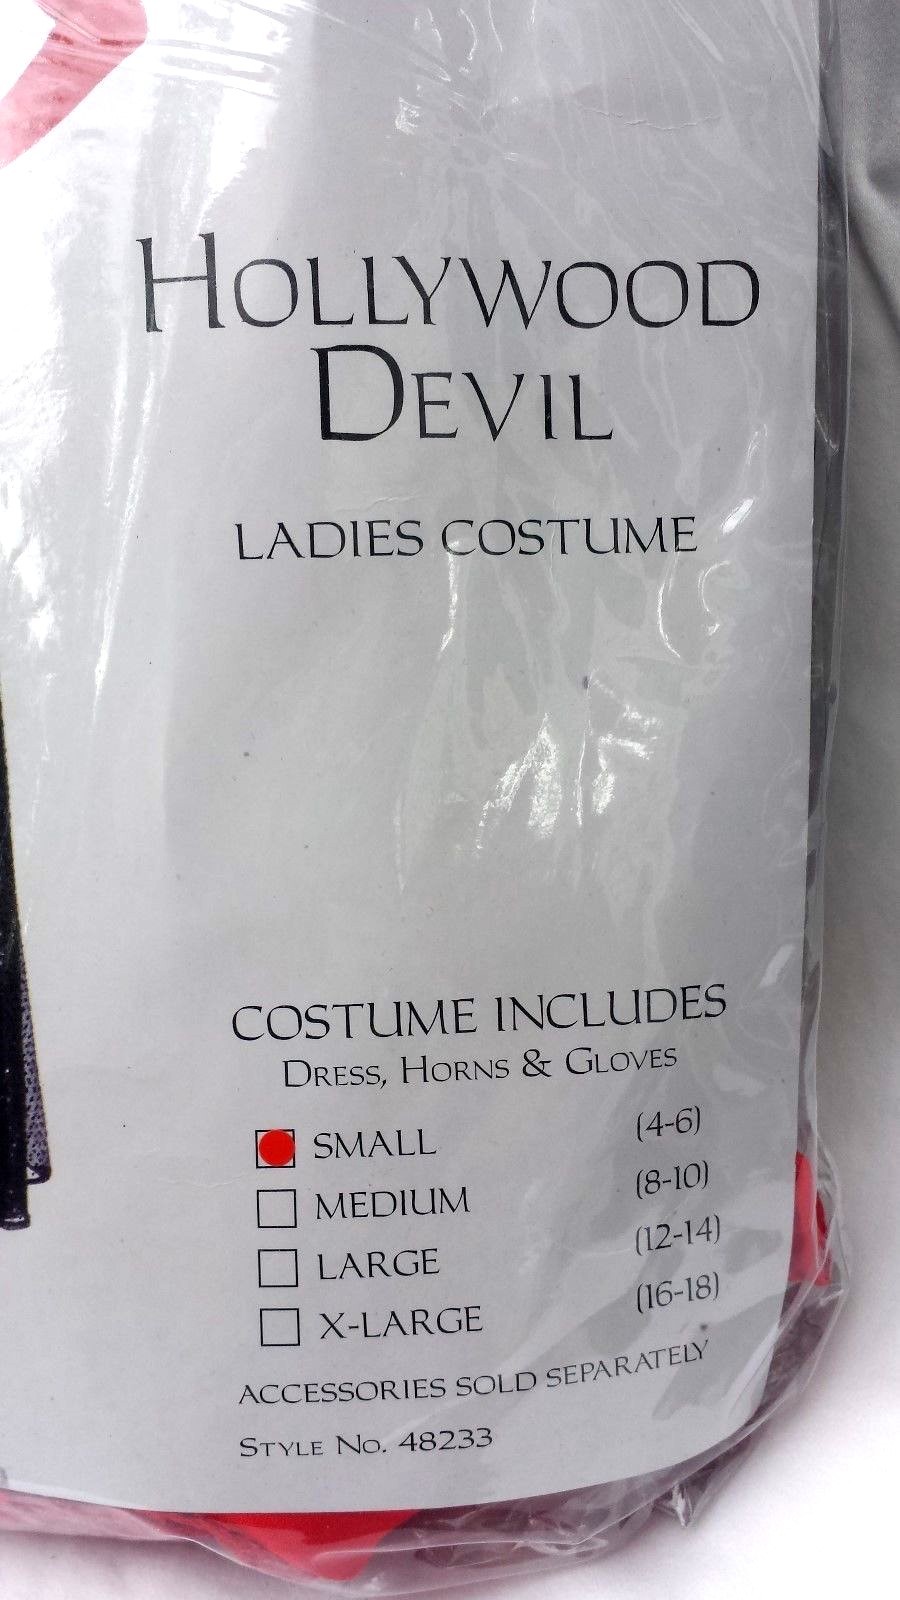 HOLLYWOOD
DEVIL
LADIES COSTUME
COSTUME INCLUDES
DRESS, HORNS & GLOVES
SMALL (4-6)
MEDIUM (8-10)
LARGE (12-14)
X-LARGE (16-18)
ACCESSORIES SOLD SEPARATELY
STYLE NO. 48233